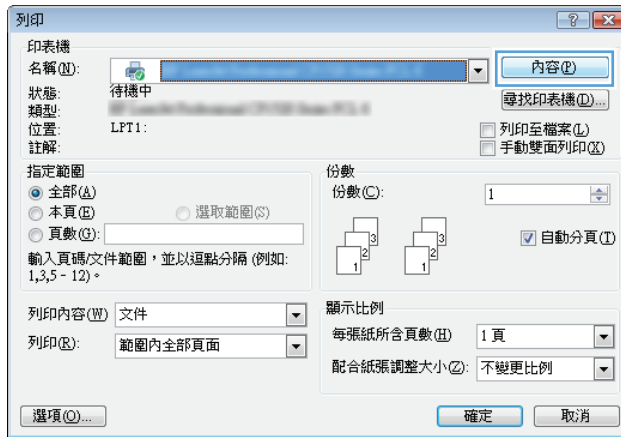 列印
印表機
名稱(N):
內容(P)
狀態: 待機中
尋找印表機(D)...
類型:
位置: LPT1:
列印至檔案(L)
註解:
手動雙面列印(X)
指定範圍
全部(A)
本頁(E) 選取範圍(S)
頁數(G):
輸入頁碼/文件範圍，並以逗點分隔 (例如:
1,3,5 - 12)。
份數
份數(C): 1
3 3
2 2
1 1
自動分頁(T)
列印內容(W) 文件
列印(R): 範圍內全部頁面
顯示比例
每張紙所含頁數(H) 1 頁
配合紙張調整大小(Z): 不變更比例
選項(O)...
確定 取消